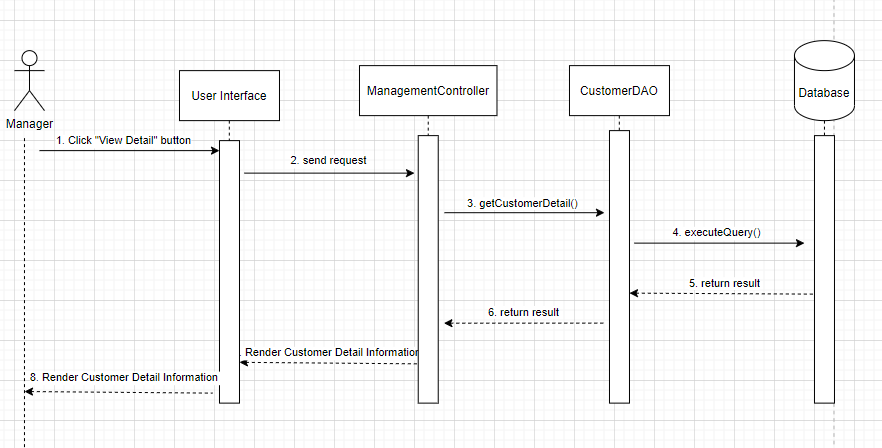 Manager
User Interface
ManagementController
CustomerDAO
Database
1. Click "View Detail" button
2. send request
3. getCustomerDetail()
4. executeQuery()
5. return result
6. return result
. Render Customer Detail Information
8. Render Customer Detail Information